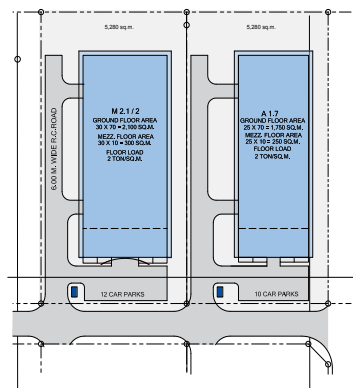 5,280 sq.m.
5,280 sq.m.
6.00 M. WIDE R.C.ROAD
M 2.1 / 2
GROUND FLOOR AREA
30 X 70 = 2,100 SQ.M.
MEZZ. FLOOR AREA
30 X 10 = 300 SQ.M.
FLOOR LOAD
2 TON/SQ.M.
A 1.7
GROUND FLOOR AREA
25 X 70 = 1,750 SQ.M.
MEZZ. FLOOR AREA
25 X 10 = 250 SQ.M.
FLOOR LOAD
2 TON/SQ.M.
12 CAR PARKS
10 CAR PARKS